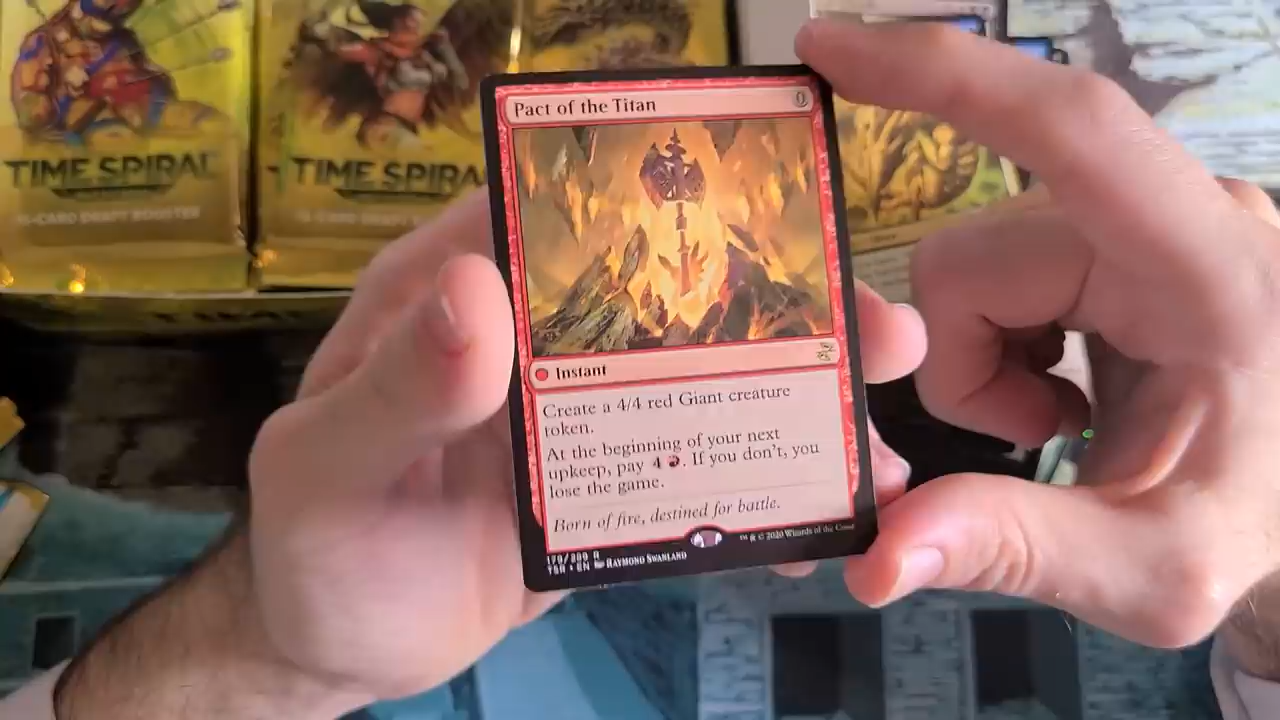 TIME SPIRAL
TIME SPIRA
-CARD DRAFT BOOSTER
Pact of the Titan 0
Instant
Create a 4/4 red Giant creature
token.
At the beginning of your next
upkeep, pay 4 R. If you don't, you
lose the game.
Born of fire, destined for battle.
179/289 R
TSR • EN RAYMOND SWANLAND
™ & © 2020 Wizards of the Coast